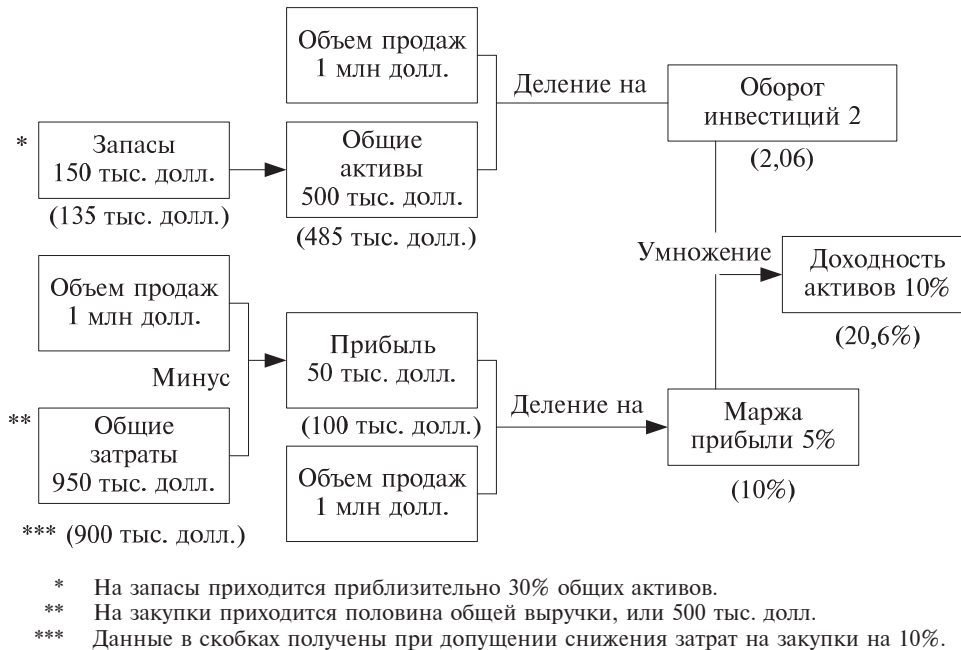 Объем продаж
1 млн долл.
Деление на
Оборот
инвестиций 2
(2,06)
* Запасы
150 тыс. долл.
(135 тыс. долл.)
Общие
активы
500 тыс. долл.
(485 тыс. долл.)
Умножение
Доходность
активов 10%
(20,6%)
Объем продаж
1 млн долл.
Минус
** Общие
затраты
950 тыс. долл.
*** (900 тыс. долл.)
Прибыль
50 тыс. долл.
(100 тыс. долл.)
Объем продаж
1 млн долл.
Деление на
Маржа
прибыли 5%
(10%)
* На запасы приходится приблизительно 30% общих активов.
** На закупки приходится половина общей выручки, или 500 тыс. долл.
*** Данные в скобках получены при допущении снижения затрат на закупки на 10%.